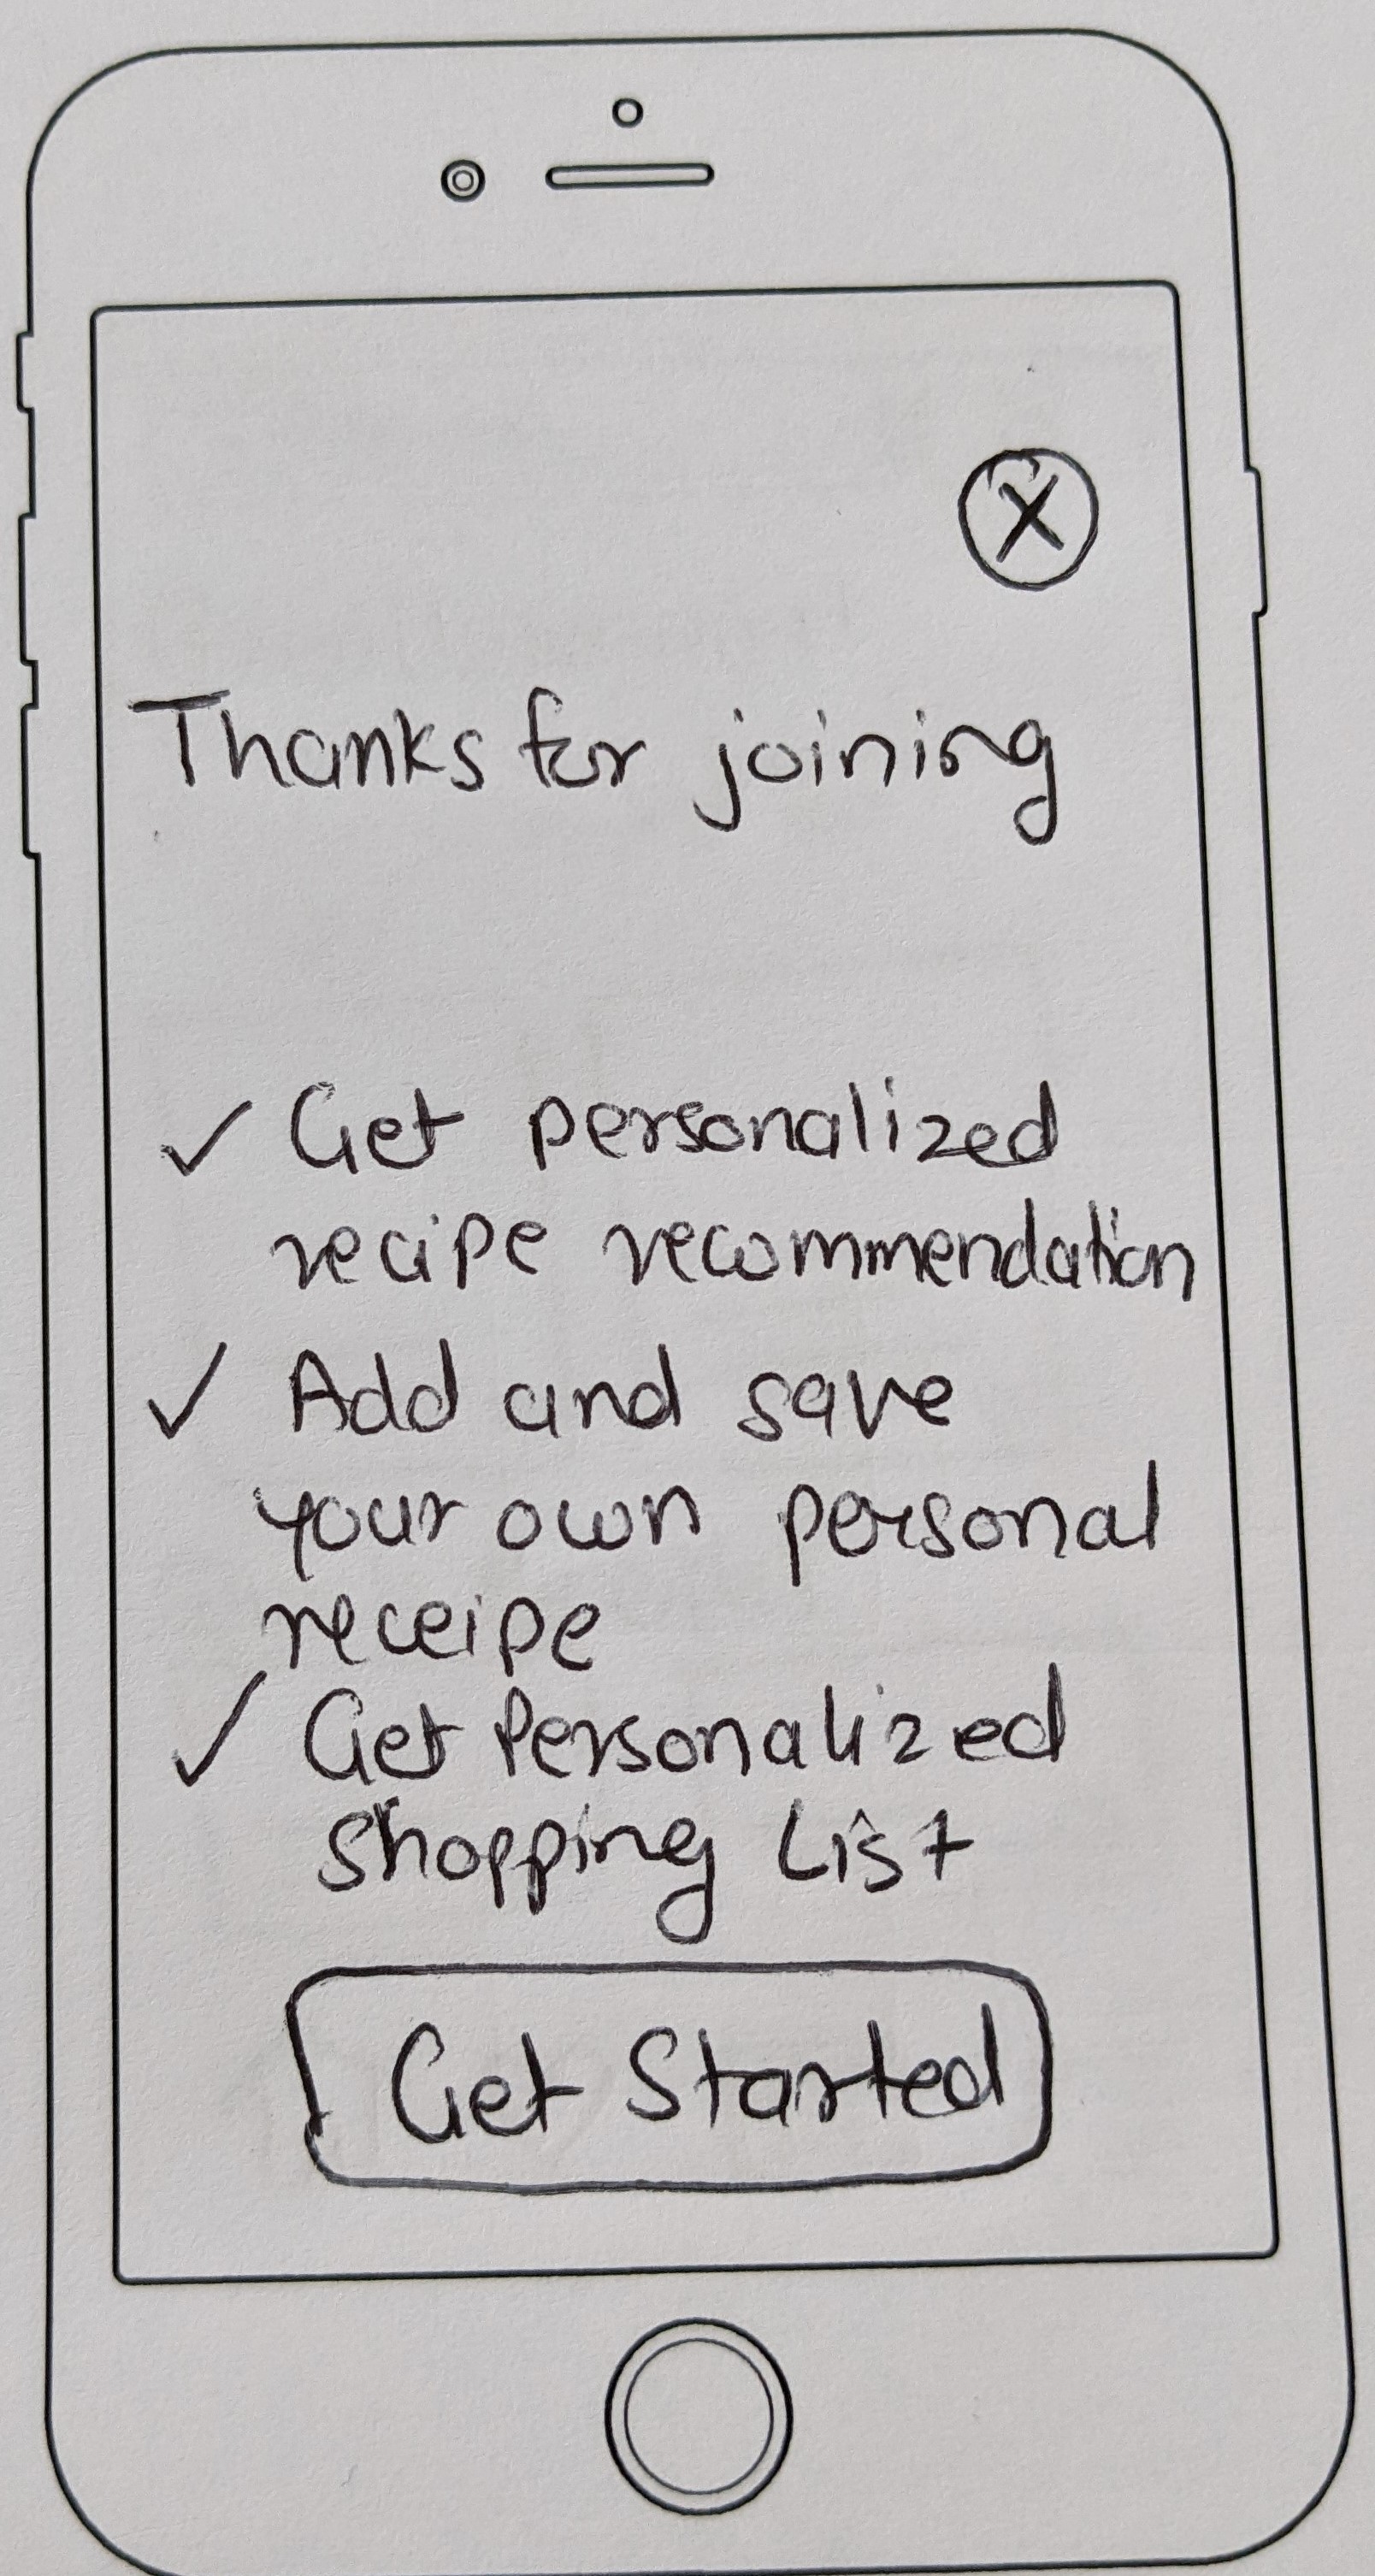 X
Thanks for joining
✓ Get personalized
recipe recommendation
✓ Add and save
your own personal
receipe
✓ Get Personalized
Shopping List
Get Started